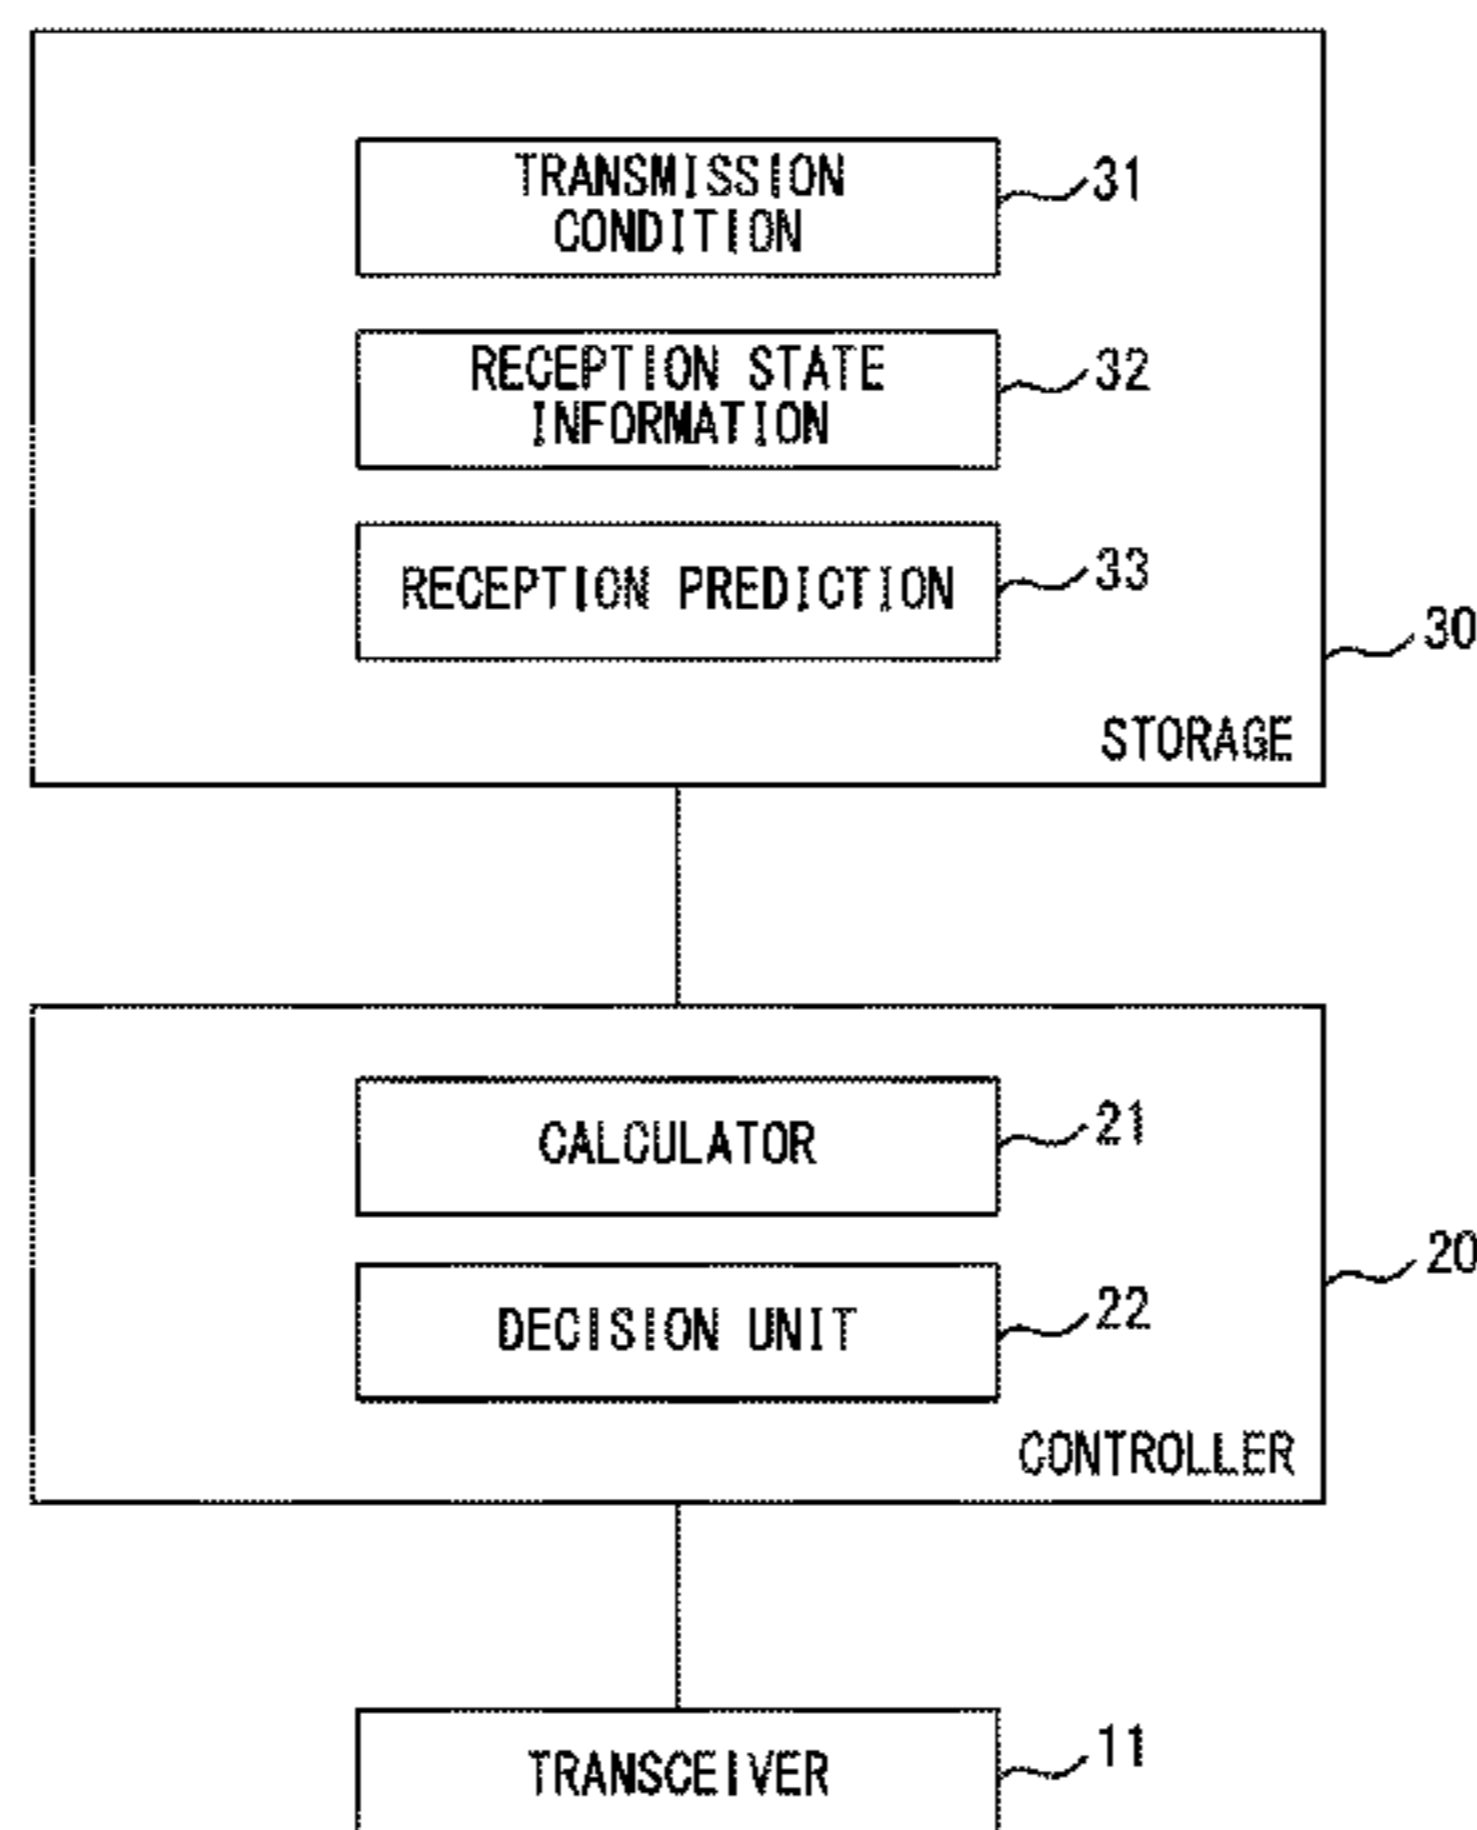 TRANSMISSION
CONDITION
31
RECEPTION STATE
INFORMATION
32
RECEPTION PREDICTION
33
30
STORAGE
CALCULATOR
21
DECISION UNIT
22
20
CONTROLLER
TRANSCEIVER
11